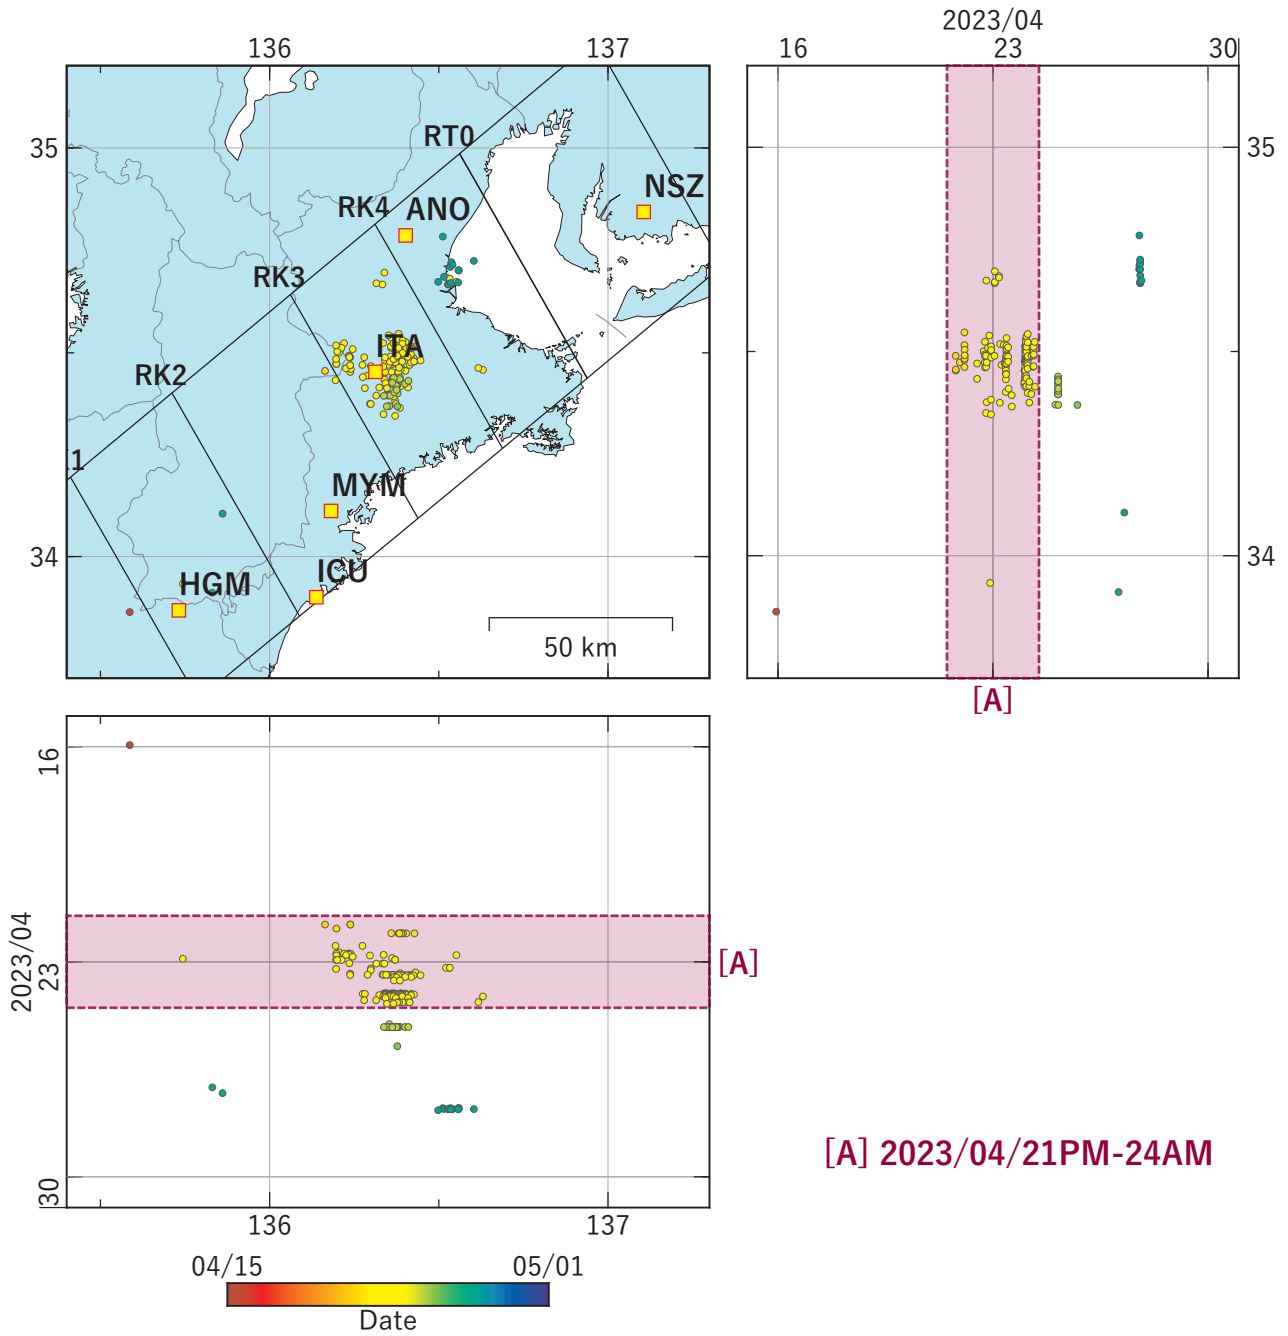 2023/04
136 137 16 23 30
RT0
35 35
NSZ
RK4 ANO
RK3
ITA
RK2
1
MYM
34 34
ICU
HGM
50 km
[A]
16
2023/04
23
[A]
[A] 2023/04/21PM-24AM
30
136 137
04/15 05/01
Date